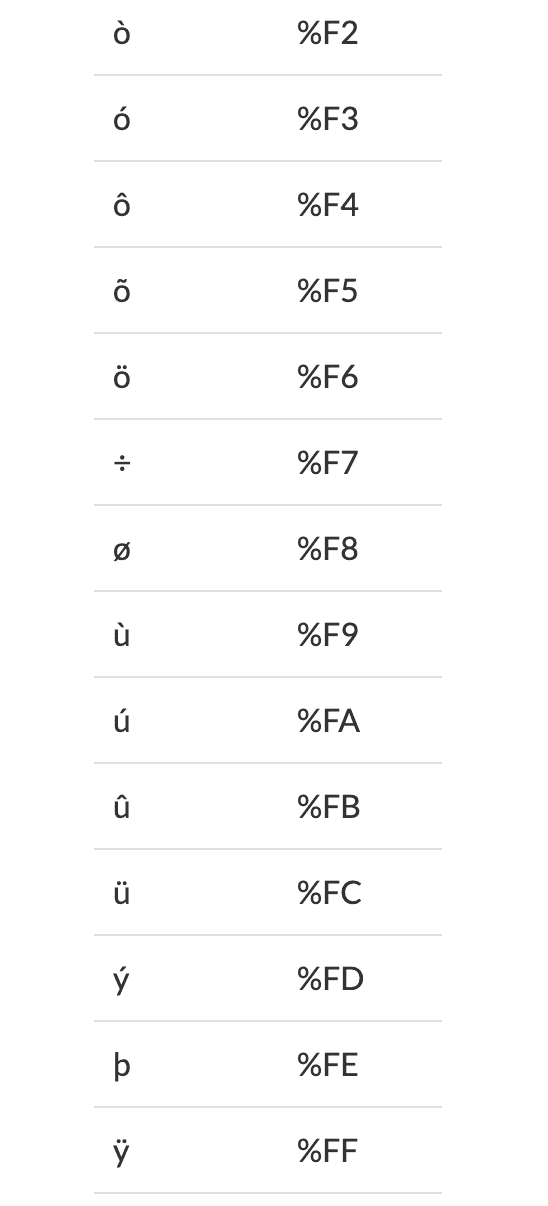 ò %F2
ó %F3
ô %F4
õ %F5
ö %F6
÷ %F7
ø %F8
ù %F9
ú %FA
û %FB
ü %FC
ý %FD
þ %FE
ÿ %FF